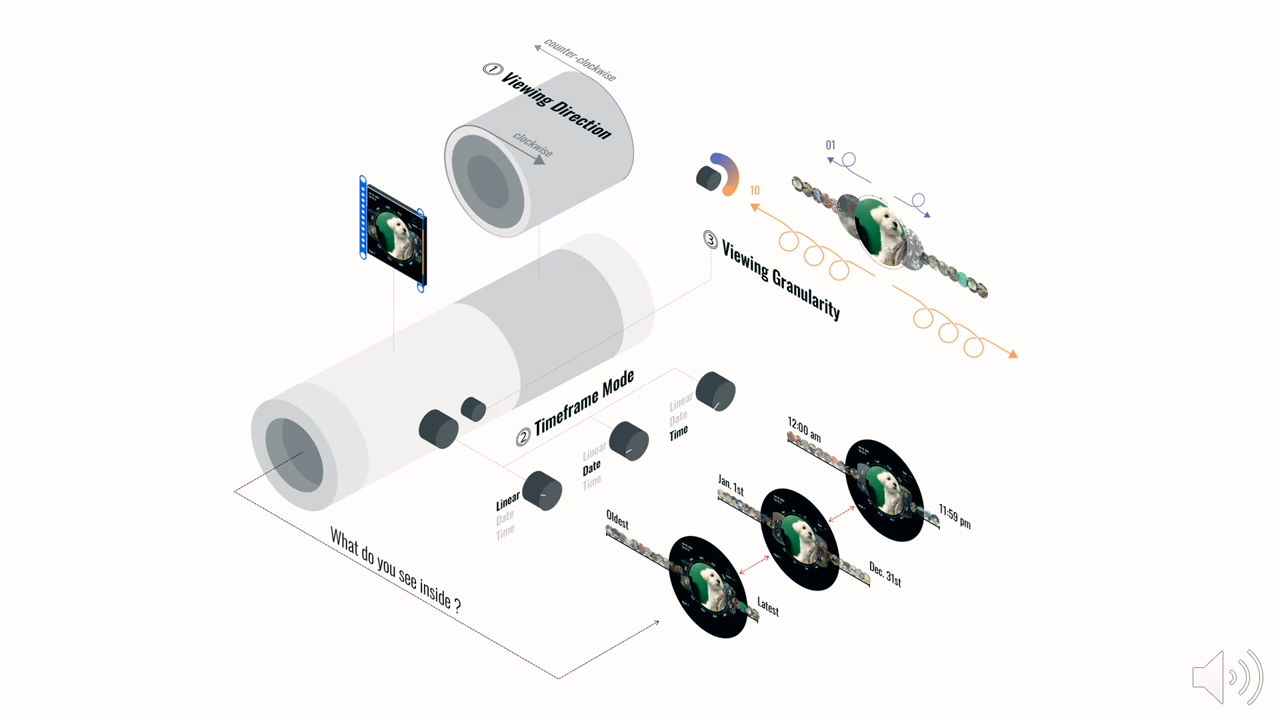 counter-clockwise
① Viewing Direction
clockwise
01
10
③ Viewing Granularity
② Timeframe Mode
Linear
Date
Time
Linear
Date
Time
Linear
Date
Time
12:00 am
11:59 pm
Jan. 1st
Dec. 31st
Oldest
Latest
What do you see inside ?